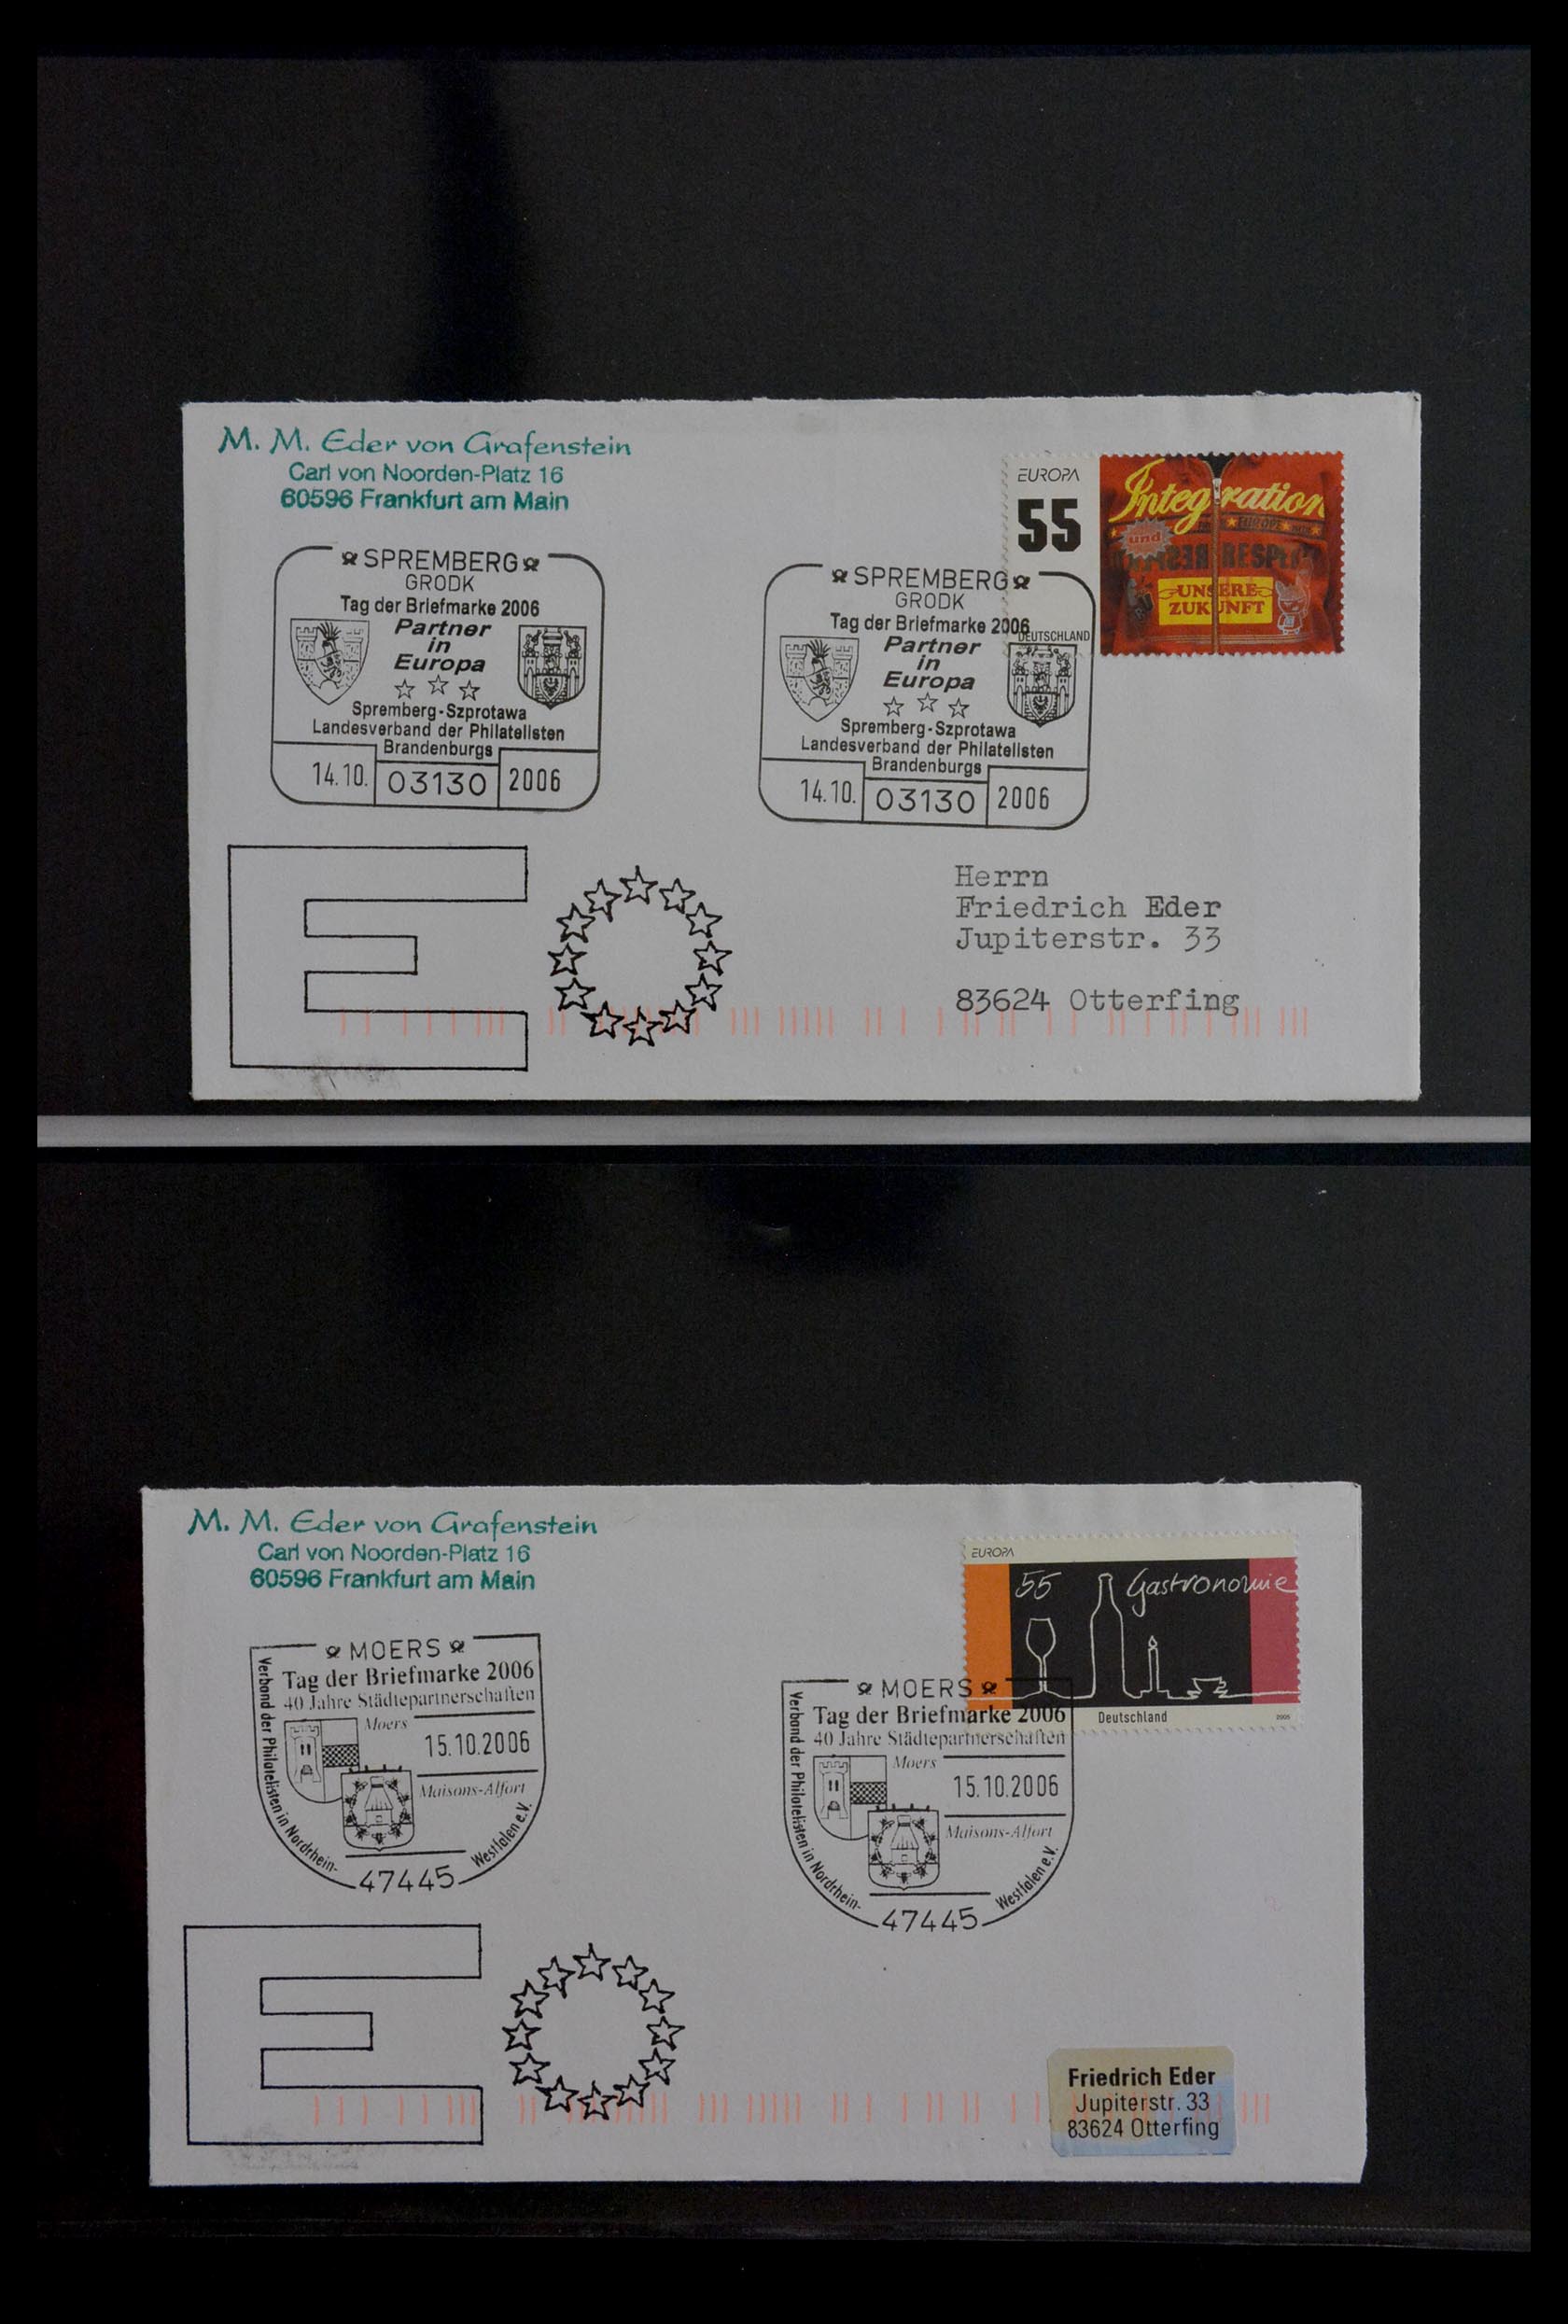 M. M. Eder von Grafenstein
Carl von Noorden-Platz 16
60596 Frankfurt am Main
EUROPA
55
Integration
EUROPE
und
RESPEKT
UNSERE
ZUKUNFT
DEUTSCHLAND
SPREMBERG
GRODK
Tag der Briefmarke 2006
Partner
in
Europa
Spremberg-Szprotawa
Landesverband der Philatelisten
Brandenburgs
14.10. 03130 2006
SPREMBERG
GRODK
Tag der Briefmarke 2006
Partner
in
Europa
Spremberg-Szprotawa
Landesverband der Philatelisten
Brandenburgs
14.10. 03130 2006
E
Herrn
Friedrich Eder
Jupiterstr. 33
83624 Otterfing
M. M. Eder von Grafenstein
Carl von Noorden-Platz 16
60596 Frankfurt am Main
EUROPA
55 Gastronomie
Deutschland 2005
MOERS
Tag der Briefmarke 2006
40 Jahre Städtepartnerschaften
Moers
15.10.2006
Maisons-Alfort
Verband der Philatelisten in Nordrhein-Westfalen e.V.
47445
MOERS
Tag der Briefmarke 2006
40 Jahre Städtepartnerschaften
Moers
15.10.2006
Maisons-Alfort
Verband der Philatelisten in Nordrhein-Westfalen e.V.
47445
E
Friedrich Eder
Jupiterstr. 33
83624 Otterfing